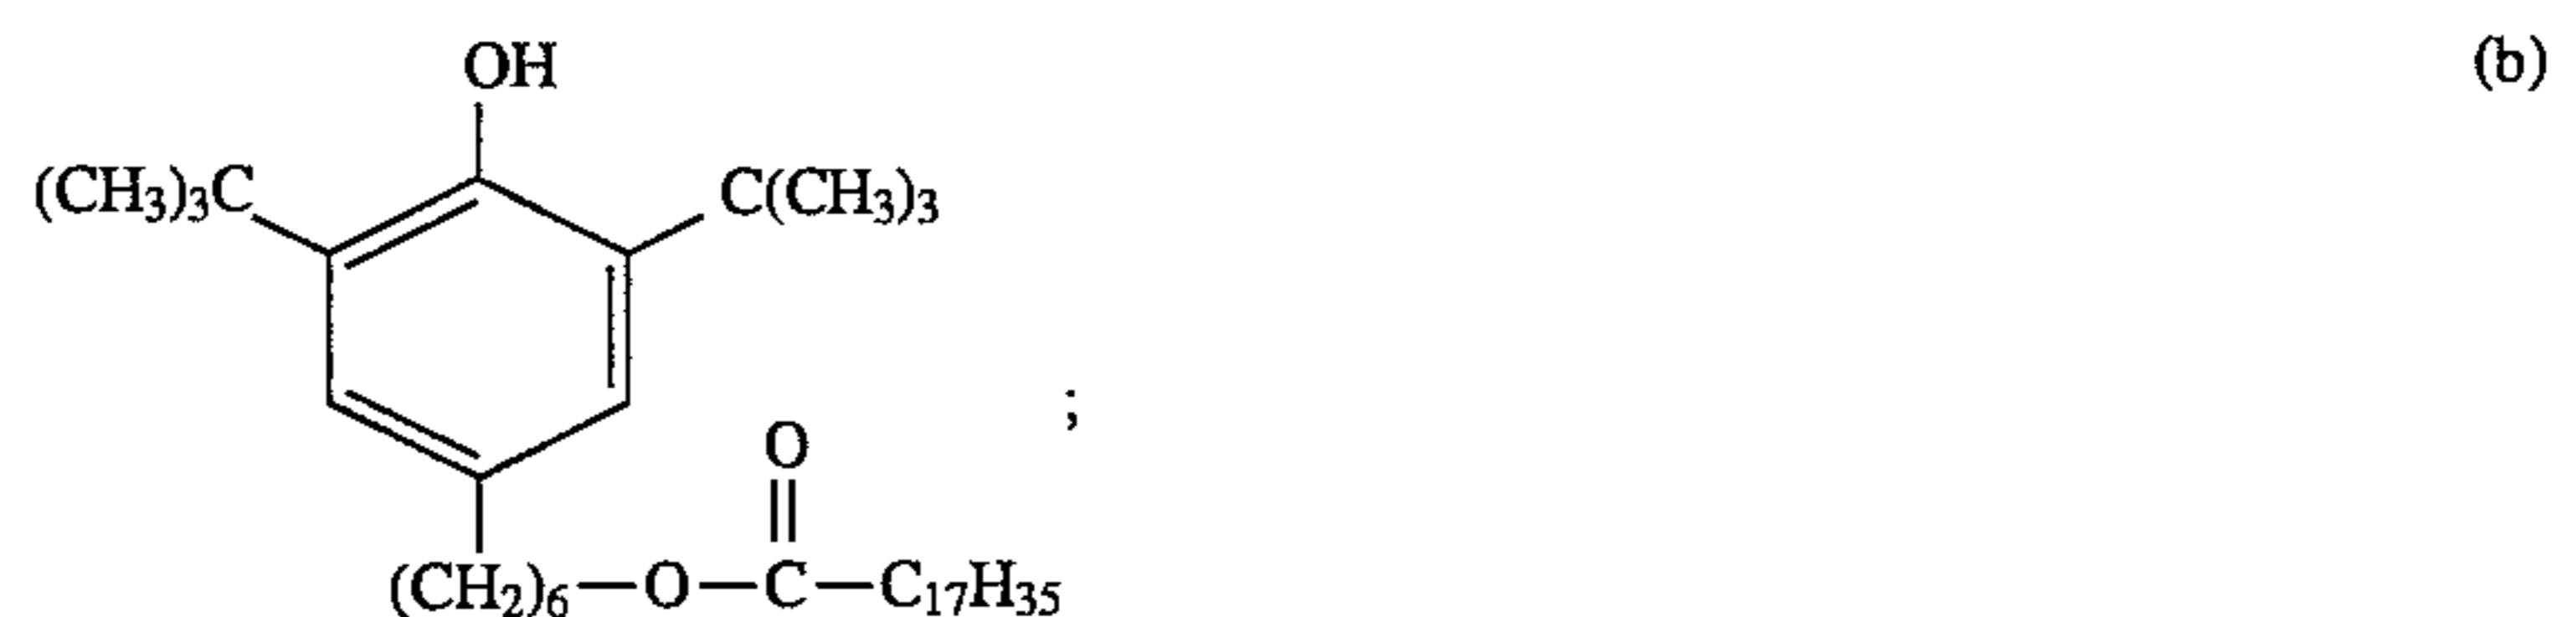 OH (b)
(CH₃)₃C C(CH₃)₃
;
O
(CH₂)₆—O—C—C₁₇H₃₅